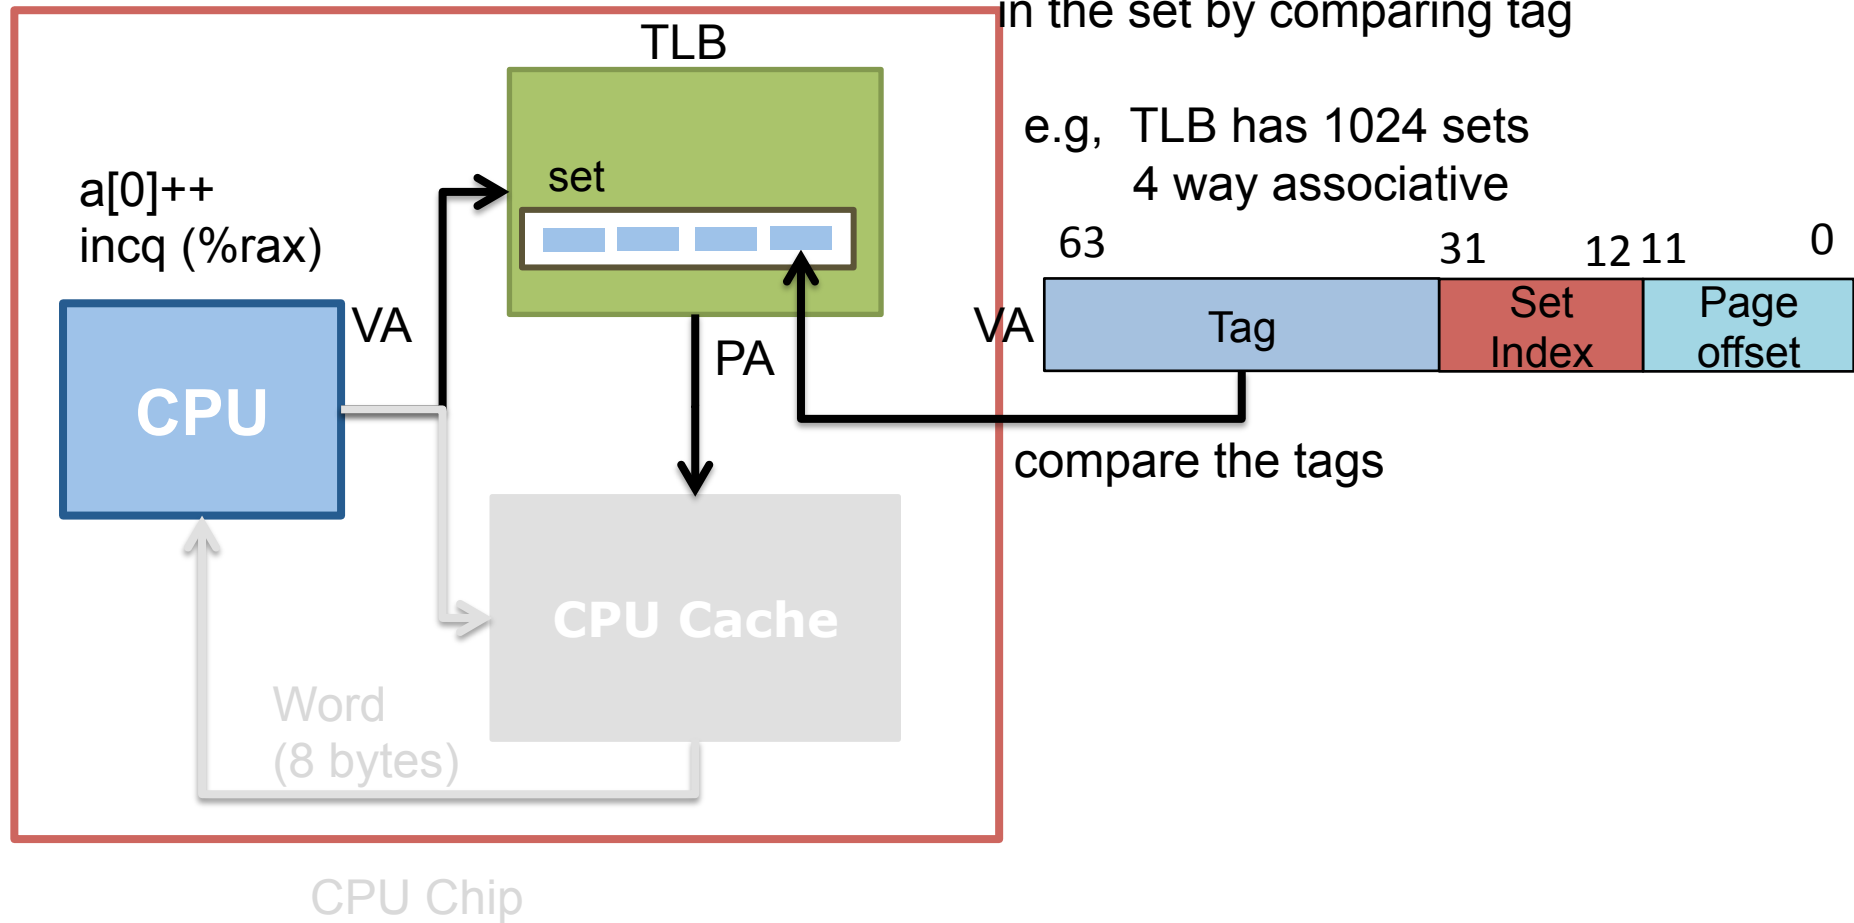 in the set by comparing tag
TLB
e.g, TLB has 1024 sets
4 way associative
set
a[0]++
incq (%rax)
63
31
12
11
0
VA
PA
VA
Tag
Set
Index
Page
offset
CPU
compare the tags
CPU Cache
Word
(8 bytes)
CPU Chip